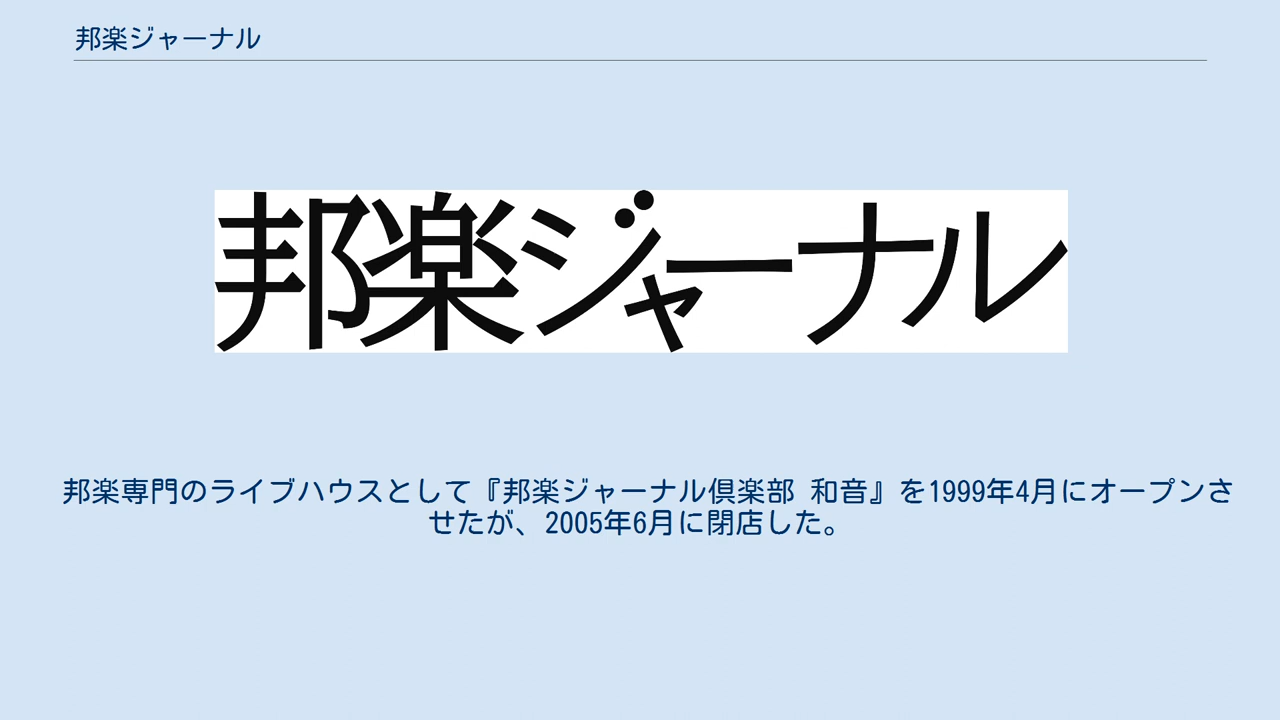 邦楽ジャーナル
邦楽ジャーナル
邦楽専門のライブハウスとして『邦楽ジャーナル倶楽部 和音』を1999年4月にオープンさ
せたが、2005年6月に閉店した。